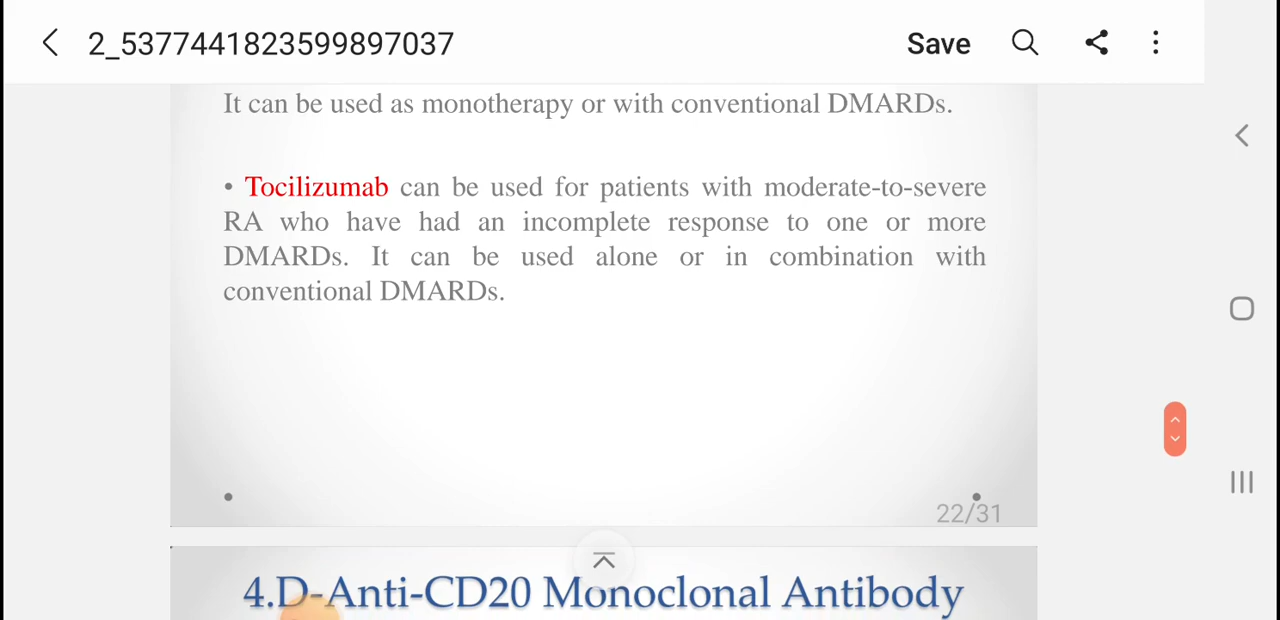 2_5377441823599897037
Save
It can be used as monotherapy or with conventional DMARDs.
• Tocilizumab can be used for patients with moderate-to-severe
RA who have had an incomplete response to one or more
DMARDs. It can be used alone or in combination with
conventional DMARDs.
22/31
4.D-Anti-CD20 Monoclonal Antibody